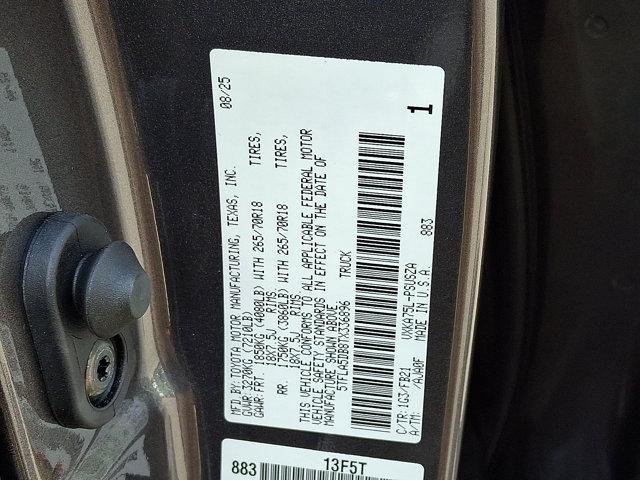 MFD.BY:TOYOTA MOTOR MANUFACTURING, TEXAS, INC. 08/25
GVWR:3270KG(7210LB)
GAWR:FRT. 1850KG (4080LB) WITH 265/70R18 TIRES,
18X7.5J RIMS
RR. 1750KG (3860LB) WITH 265/70R18 TIRES,
18X7.5J RIMS.
THIS VEHICLE CONFORMS TO ALL APPLICABLE FEDERAL MOTOR
VEHICLE SAFETY STANDARDS IN EFFECT ON THE DATE OF
MANUFACTURE SHOWN ABOVE.
5TFLA5DB8TX336896 TRUCK
1
C/TR:1G3/FB21 VXKA75L-PSUSZA 883
A/TM: /AJA0F MADE IN U.S.A.
883 13F5T